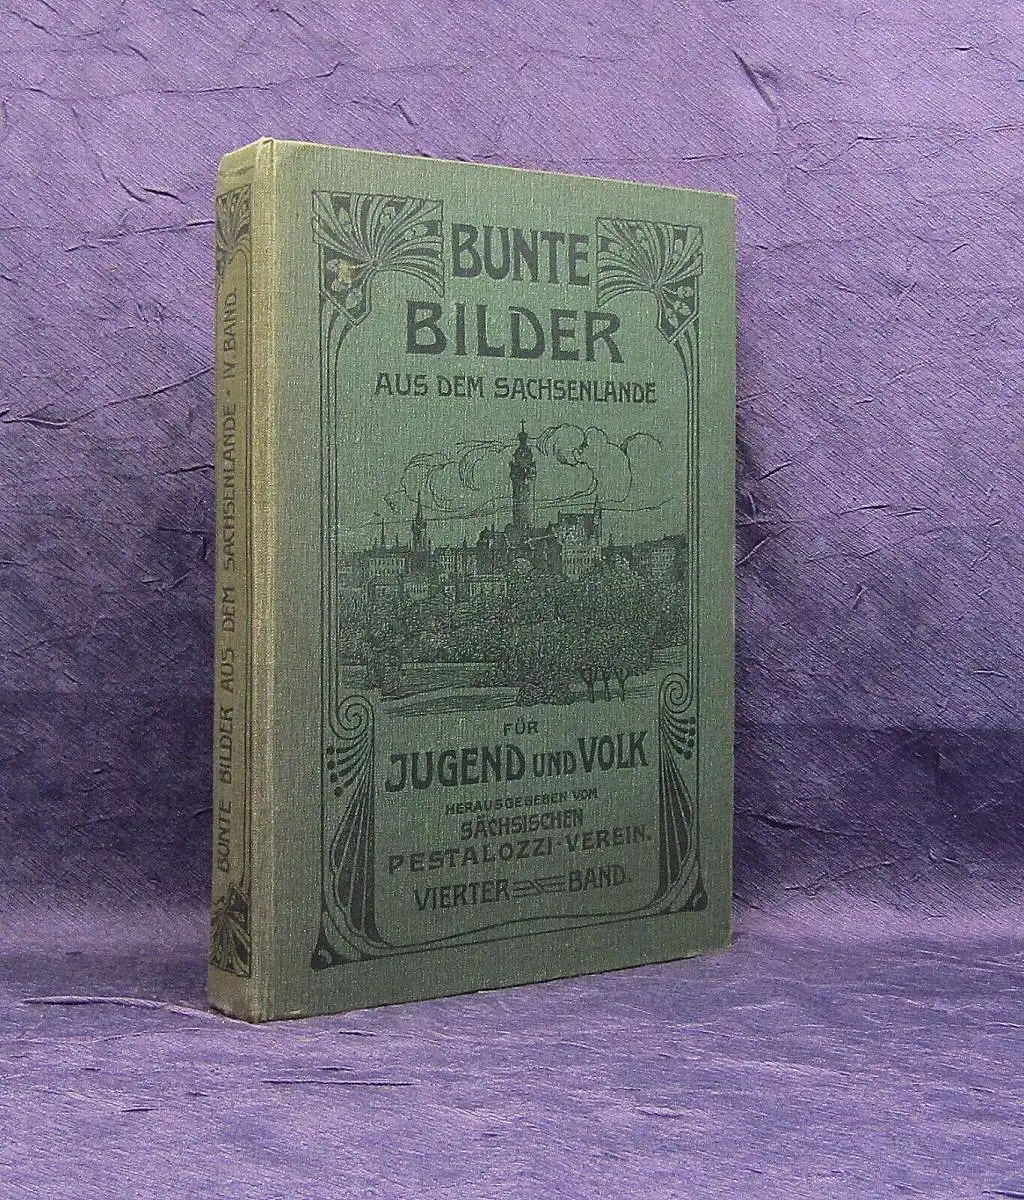 BUNTE BILDER AUS DEM SACHSENLANDE · IV. BAND.
BUNTE
BILDER
AUS DEM SACHSENLANDE
FÜR
JUGEND UND VOLK
HERAUSGEGEBEN VOM
SÄCHSISCHEN
PESTALOZZI-VEREIN.
VIERTER BAND.